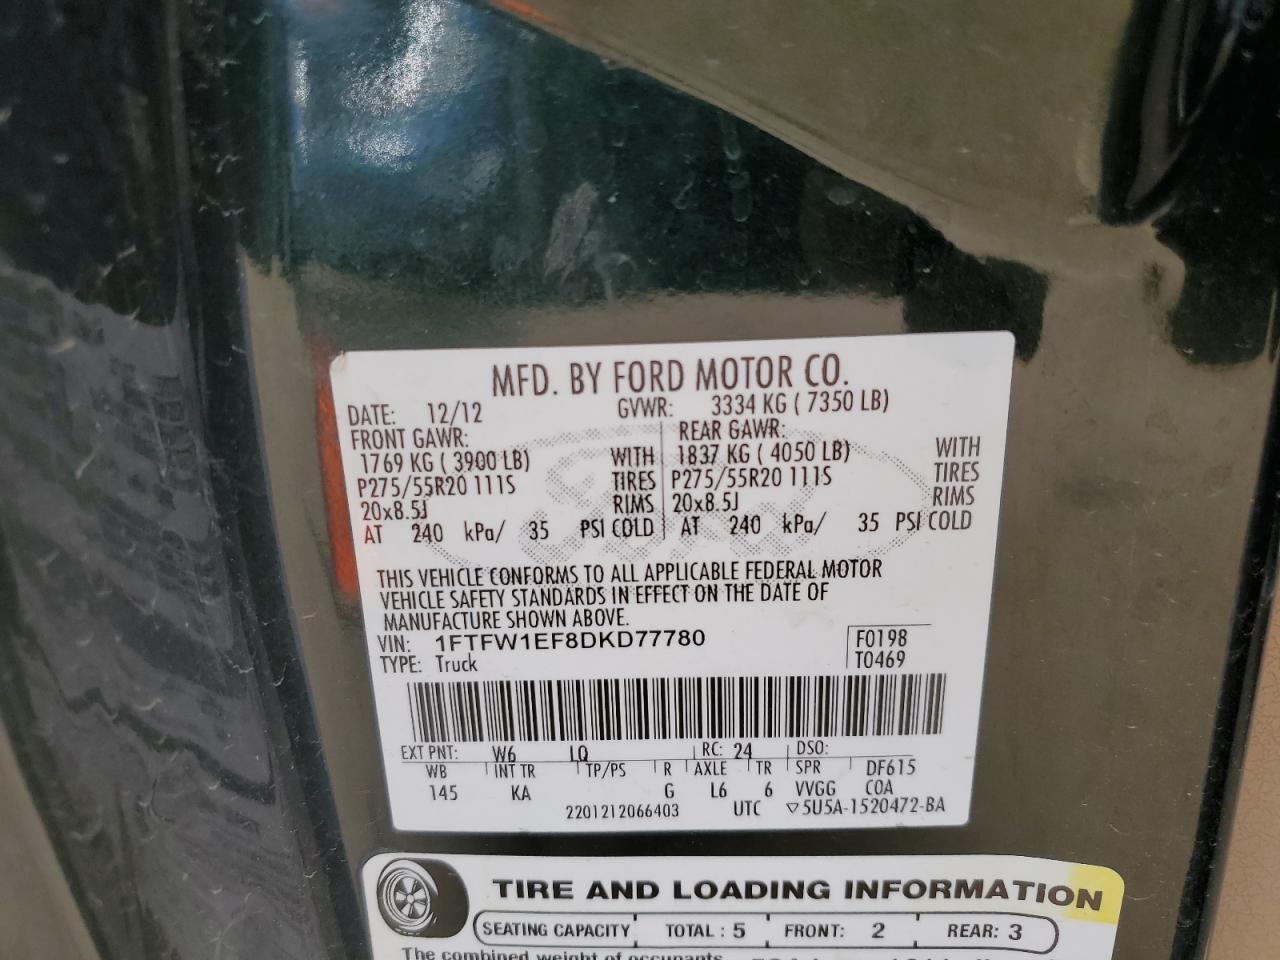 MFD. BY FORD MOTOR CO.
DATE: 12/12 GVWR: 3334 KG ( 7350 LB)
FRONT GAWR: REAR GAWR:
1769 KG ( 3900 LB) WITH 1837 KG ( 4050 LB) WITH
P275/55R20 111S TIRES P275/55R20 111S TIRES
20x8.5J RIMS 20x8.5J RIMS
AT 240 kPa/ 35 PSI COLD AT 240 kPa/ 35 PSI COLD
THIS VEHICLE CONFORMS TO ALL APPLICABLE FEDERAL MOTOR
VEHICLE SAFETY STANDARDS IN EFFECT ON THE DATE OF
MANUFACTURE SHOWN ABOVE.
VIN: 1FTFW1EF8DKD77780 F0198
TYPE: Truck T0469
EXT PNT: W6 LQ RC: 24 DSO:
WB INT TR TP/PS R AXLE TR SPR DF615
145 KA G L6 6 VVGG COA
2201212066403 UTC ▽5U5A-1520472-BA
TIRE AND LOADING INFORMATION
SEATING CAPACITY TOTAL : 5 FRONT: 2 REAR: 3
The combined weight of occupants